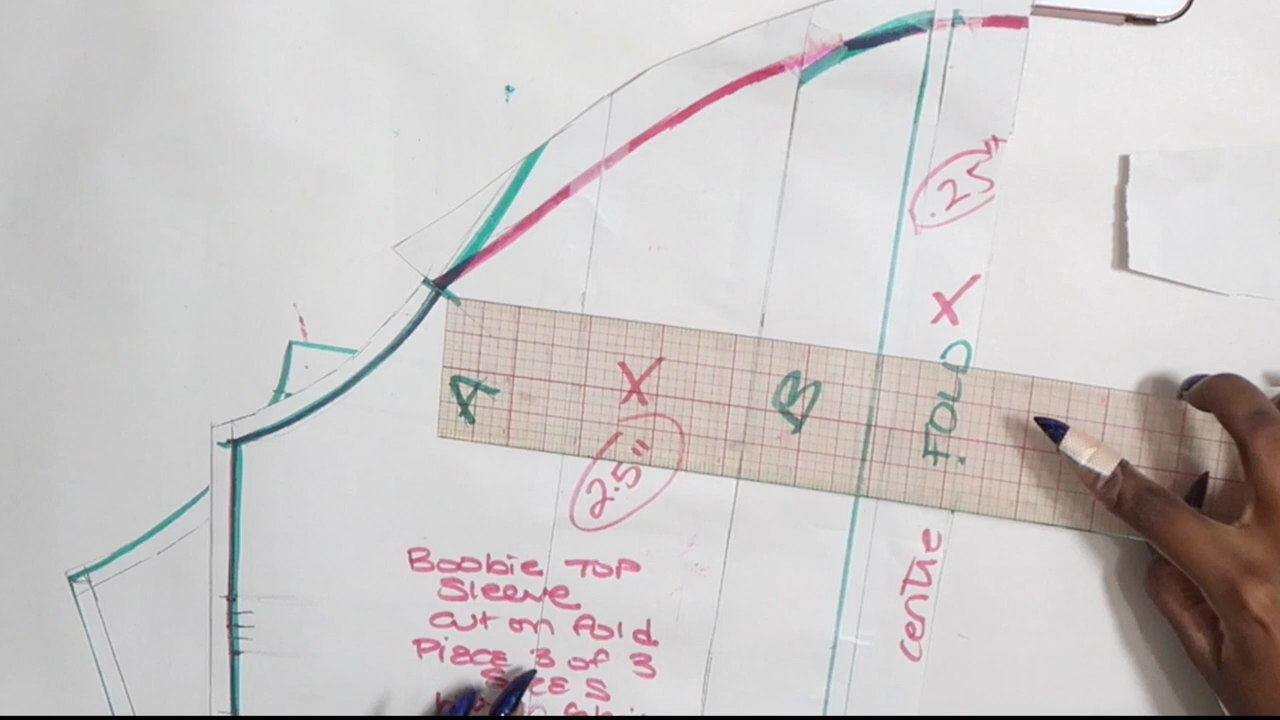 .25"
X
FOLD
A
X
B
2.5"
centre
Boobie TOP
Sleeve
cut on fold
Piece 3 of 3